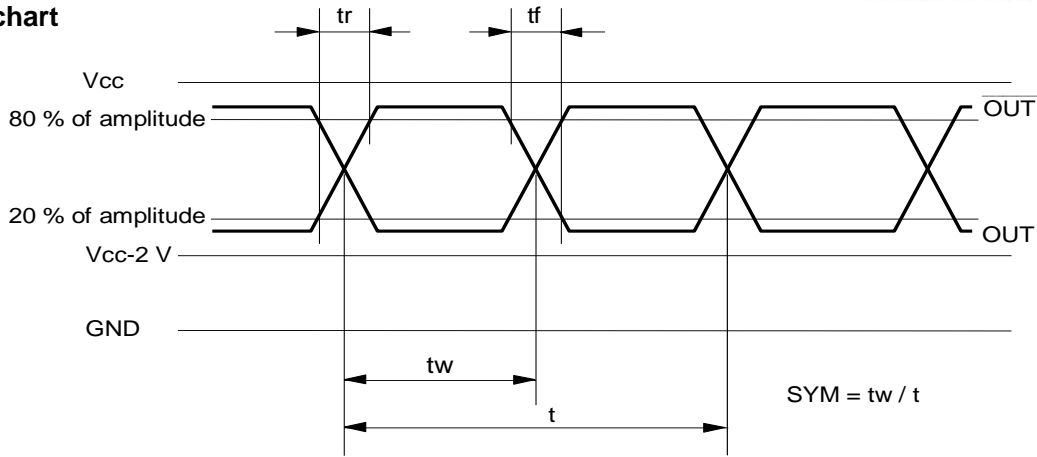 chart
tr
tf
Vcc
80 % of amplitude
OUT
20 % of amplitude
OUT
Vcc-2 V
GND
tw
SYM = tw / t
t